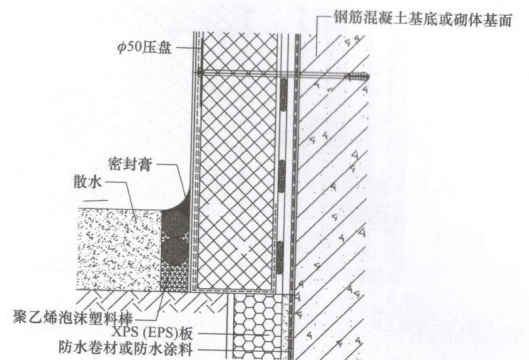 钢筋混凝土基底或砌体基面
φ50压盘
密封膏
散水
聚乙烯泡沫塑料棒
XPS (EPS)板
防水卷材或防水涂料